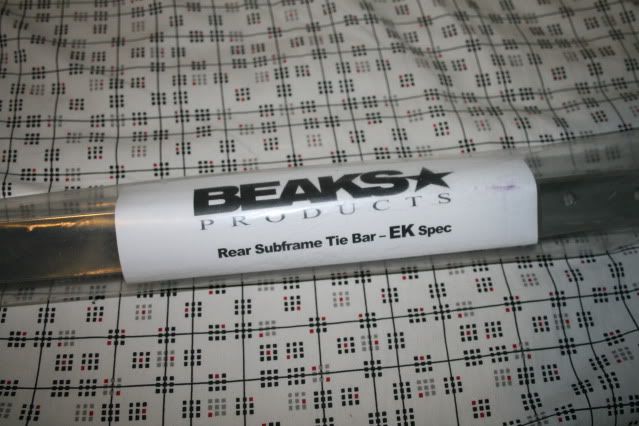 BEAKS★
PRODUCTS
Rear Subframe Tie Bar – EK Spec